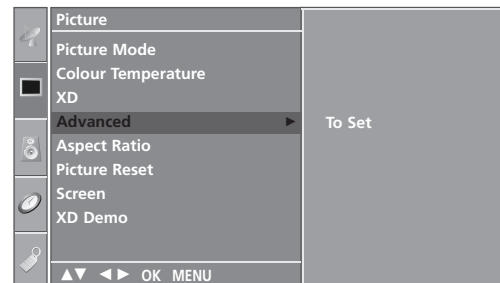 Picture
Picture Mode
Colour Temperature
XD
Advanced ► To Set
Aspect Ratio
Picture Reset
Screen
XD Demo
▲▼ ◄► OK MENU